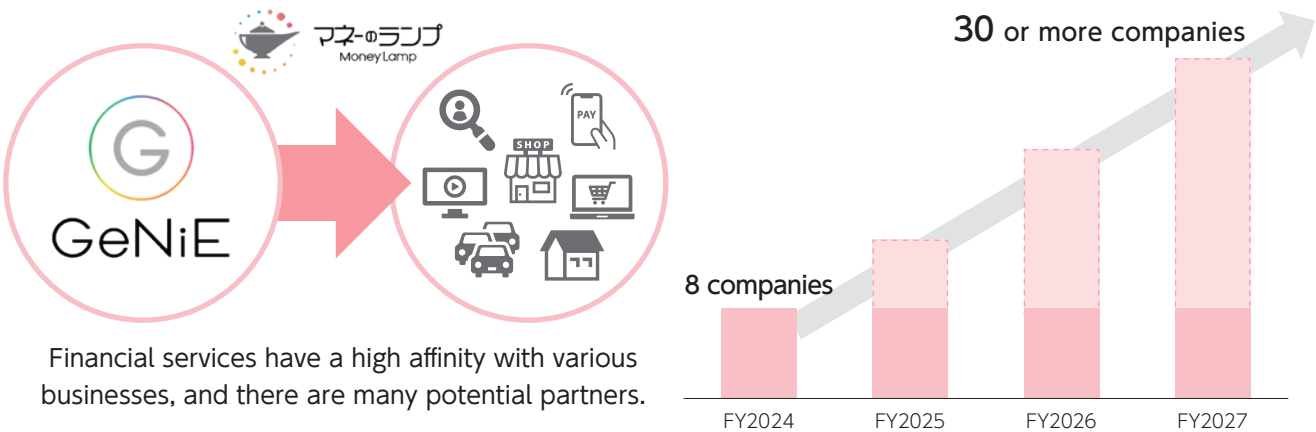 マネーのランプ
Money Lamp
G
GeNiE
PAY
SHOP
Financial services have a high affinity with various
businesses, and there are many potential partners.
30 or more companies
8 companies
FY2024
FY2025
FY2026
FY2027